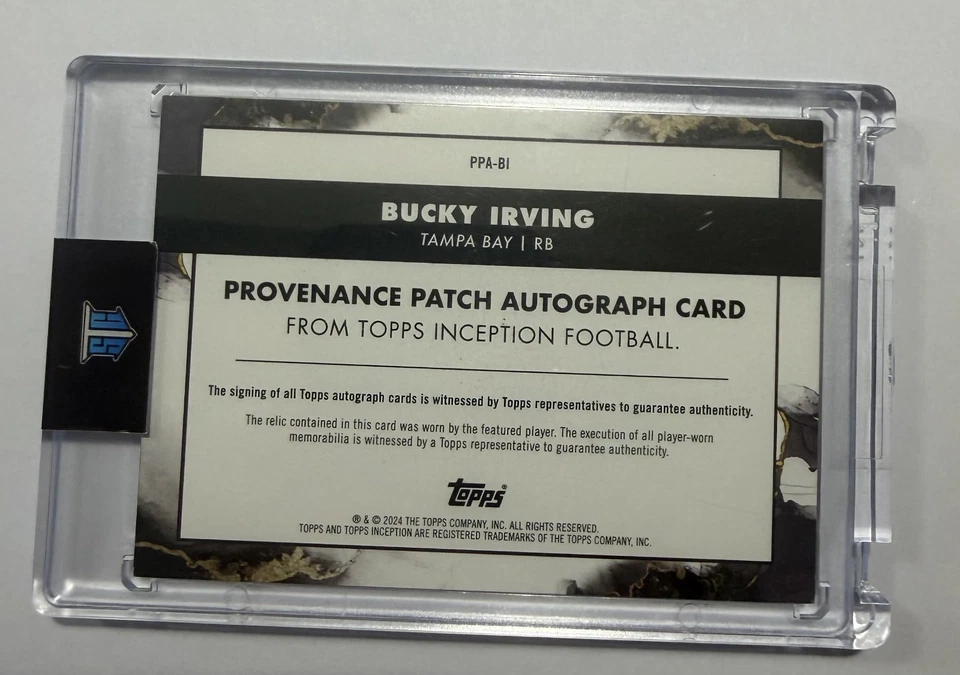 PPA-BI
BUCKY IRVING
TAMPA BAY | RB
PROVENANCE PATCH AUTOGRAPH CARD
FROM TOPPS INCEPTION FOOTBALL.
The signing of all Topps autograph cards is witnessed by Topps representatives to guarantee authenticity.
The relic contained in this card was worn by the featured player. The execution of all player-worn
memorabilia is witnessed by a Topps representative to guarantee authenticity.
topps®
® & © 2024 THE TOPPS COMPANY, INC. ALL RIGHTS RESERVED.
TOPPS AND TOPPS INCEPTION ARE REGISTERED TRADEMARKS OF THE TOPPS COMPANY, INC.